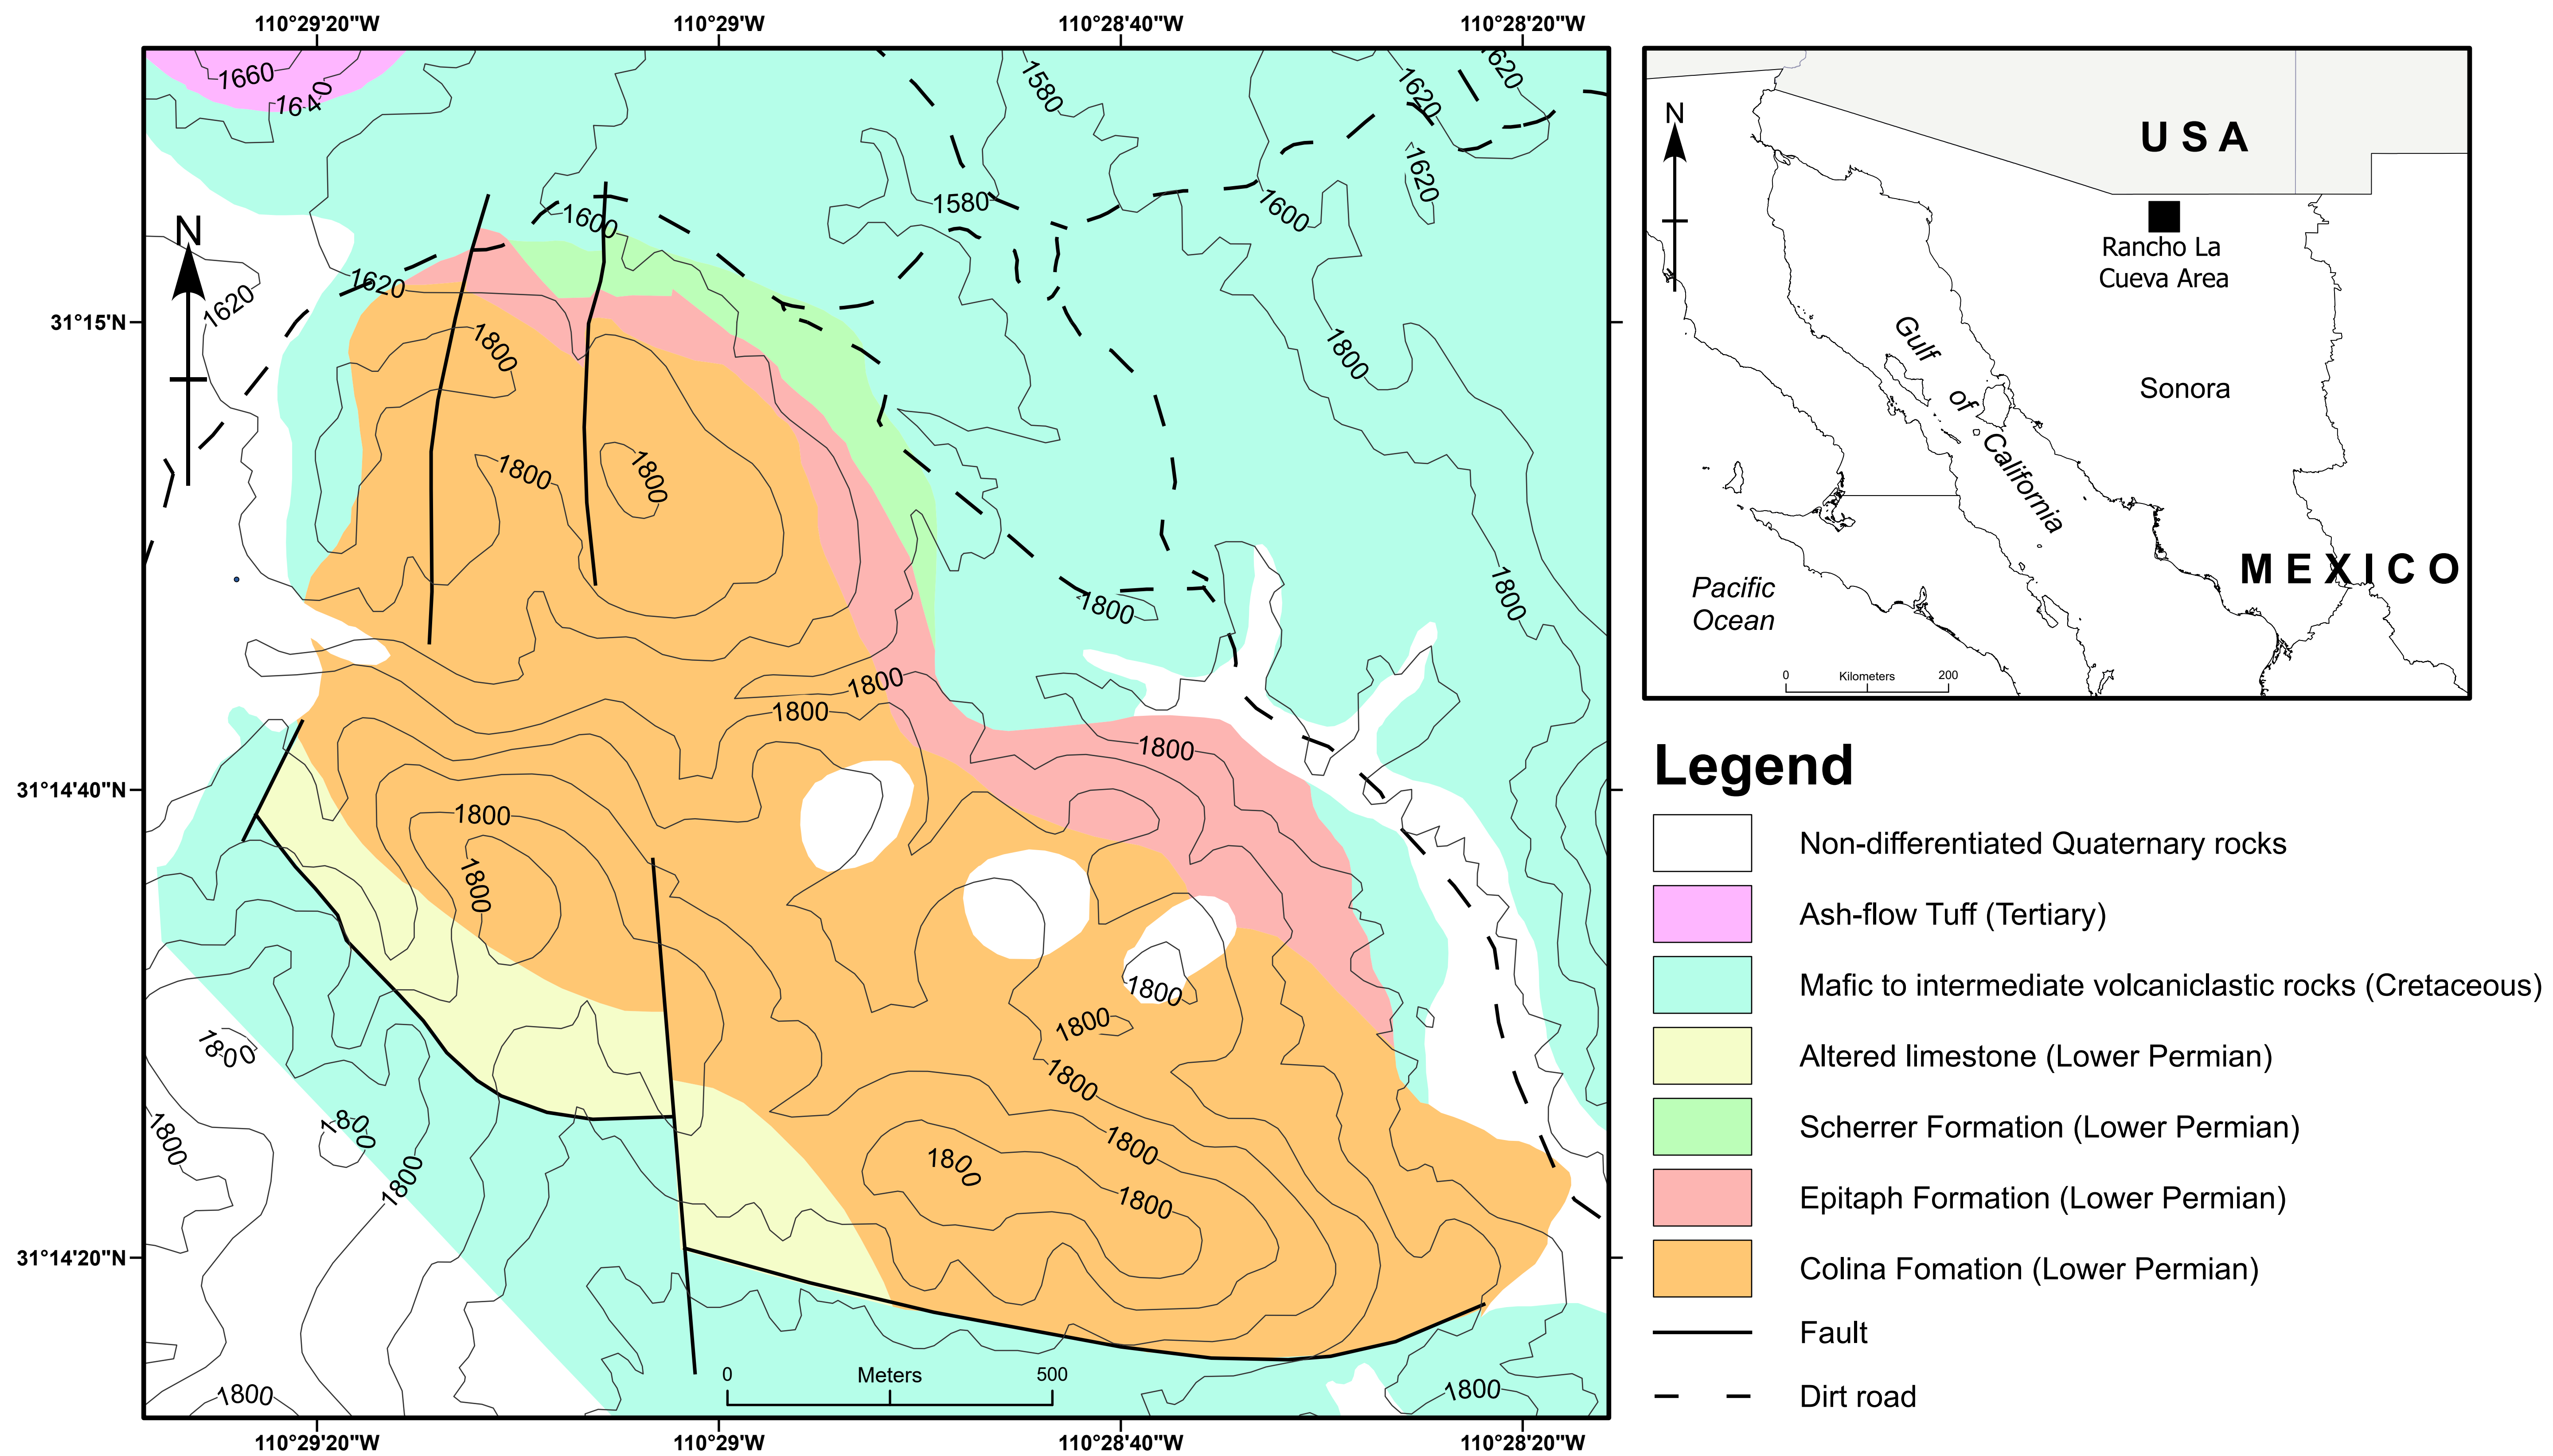 110°29'20"W
110°29'W
110°28'40"W
110°28'20"W
1660
1640
1580
1620
1620
1620
1580
1600
1600
N
1620
1620
31°15'N
1800
1800
1800
1800
1800
1800
1800
1800
1800
1800
31°14'40"N
1800
1800
1800
1800
1800
1800
1800
1800
1800
1800
1800
1800
31°14'20"N
0
Meters
500
1800
1800
110°29'20"W
110°29'W
110°28'40"W
110°28'20"W
N
USA
Rancho La
Cueva Area
Sonora
Gulf
of
California
MEXICO
Pacific
Ocean
0
Kilometers
200
Legend
Non-differentiated Quaternary rocks
Ash-flow Tuff (Tertiary)
Mafic to intermediate volcaniclastic rocks (Cretaceous)
Altered limestone (Lower Permian)
Scherrer Formation (Lower Permian)
Epitaph Formation (Lower Permian)
Colina Fomation (Lower Permian)
Fault
Dirt road